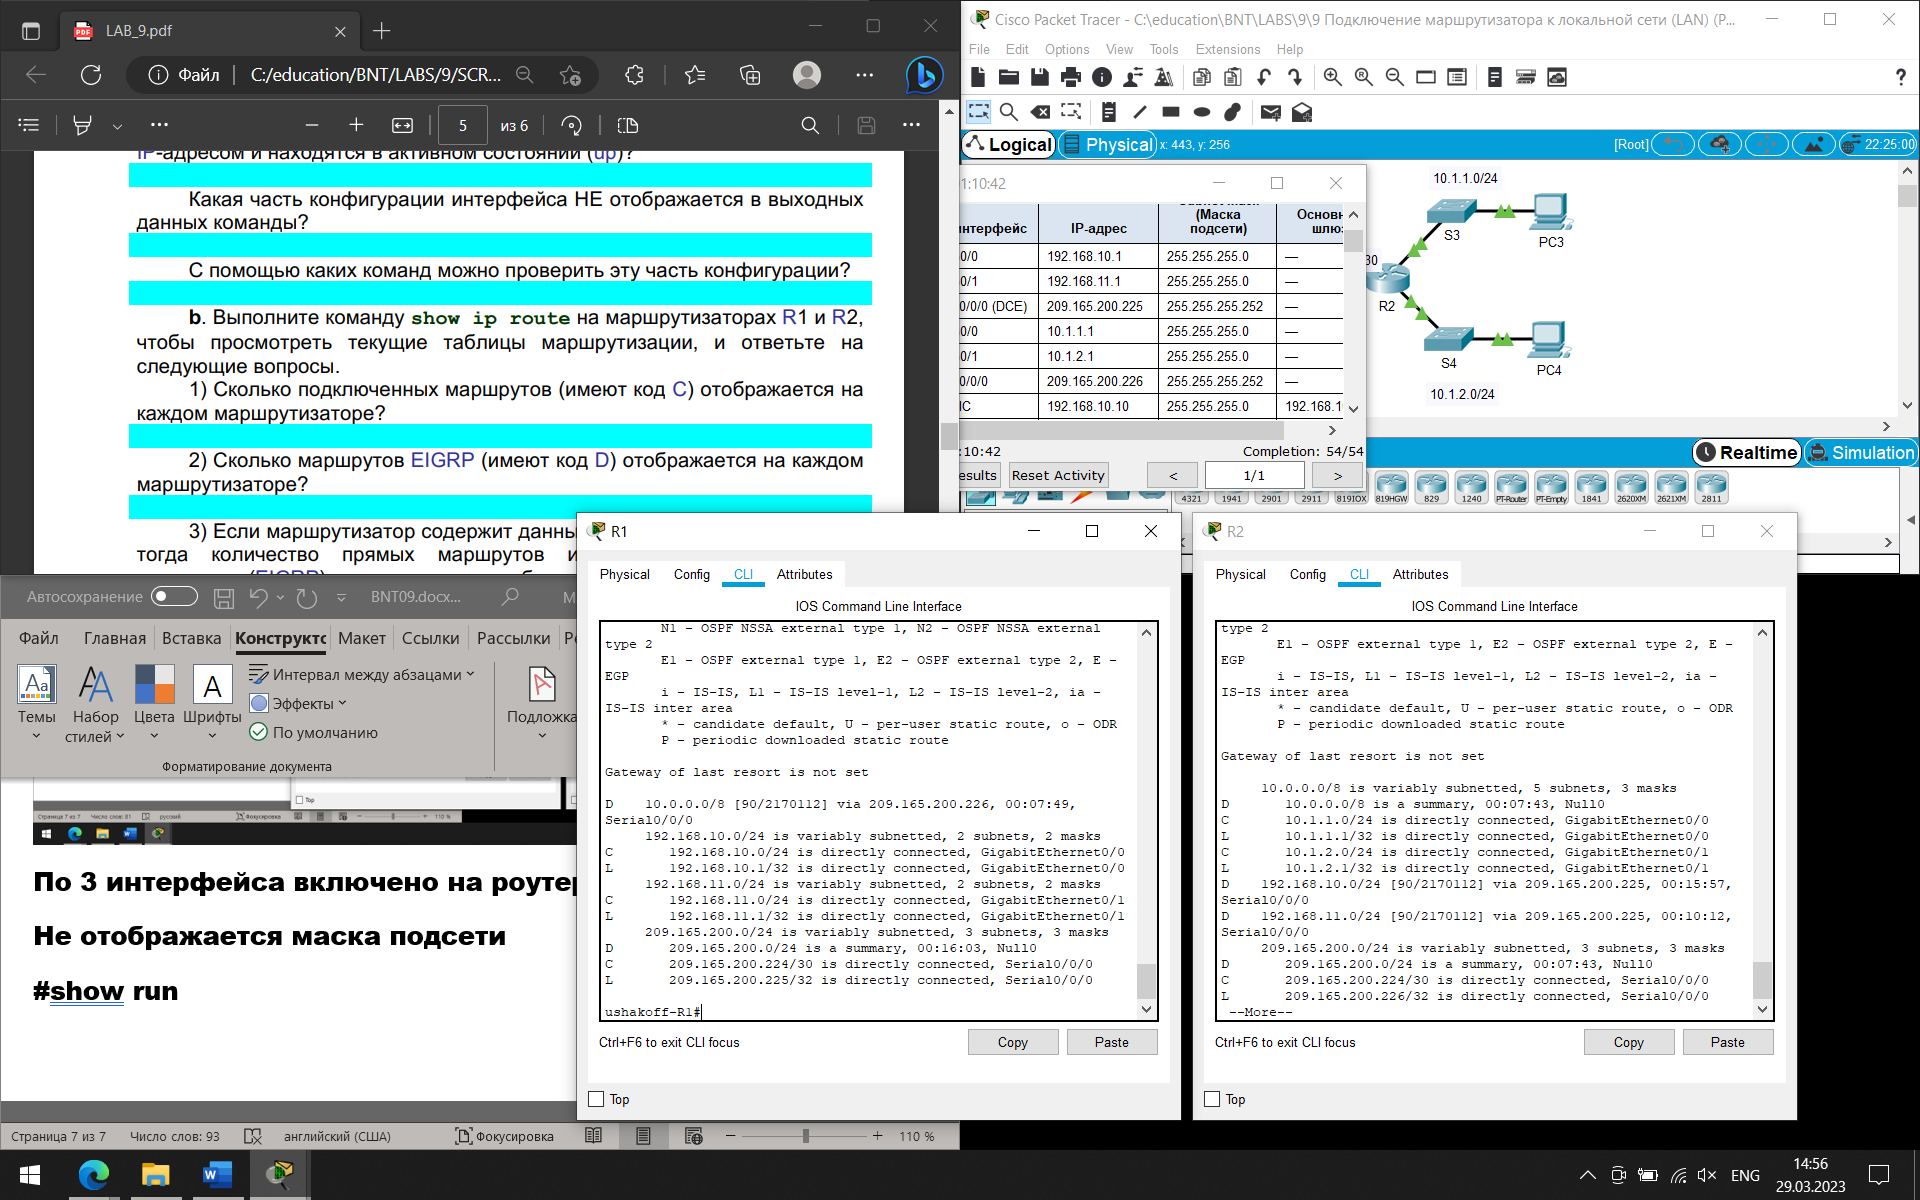 LAB_9.pdf
Файл
C:/education/BNT/LABS/9/SCR...
5
из 6
IP-адресом и находятся в активном состоянии (up)?
Какая часть конфигурации интерфейса НЕ отображается в выходных
данных команды?
С помощью каких команд можно проверить эту часть конфигурации?
b. Выполните команду show ip route на маршрутизаторах R1 и R2,
чтобы просмотреть текущие таблицы маршрутизации, и ответьте на
следующие вопросы.
1) Сколько подключенных маршрутов (имеют код C) отображается на
каждом маршрутизаторе?
2) Сколько маршрутов EIGRP (имеют код D) отображается на каждом
маршрутизаторе?
3) Если маршрутизатор содержит данны
тогда количество прямых маршрутов и
Cisco Packet Tracer - C:\education\BNT\LABS\9\9 Подключение маршрутизатора к локальной сети (LAN) (P...
File Edit Options View Tools Extensions Help
?
Logical
Physical
x: 443, y: 256
[Root]
22:25:00
1:10:42
нтерфейс
IP-адрес
(Маска
подсети)
Основн
шлю:
0/0 192.168.10.1 255.255.255.0 —
0/1 192.168.11.1 255.255.255.0 —
0/0/0 (DCE) 209.165.200.225 255.255.255.252 —
0/0 10.1.1.1 255.255.255.0 —
0/1 10.1.2.1 255.255.255.0 —
0/0/0 209.165.200.226 255.255.255.252 —
IC 192.168.10.10 255.255.255.0 192.168.1
:10:42
Completion: 54/54
esults
Reset Activity
<
1/1
>
10.1.1.0/24
S3
PC3
30
R2
S4
PC4
10.1.2.0/24
Realtime
Simulation
4321 1941 2901 2911 819IOX 819HGW 829 1240 PT-Router PT-Empty 1841 2620XM 2621XM 2811
Автосохранение
BNT09.docx...
Файл Главная Вставка Конструктс Макет Ссылки Рассылки Ре
Темы
Набор
стилей
Цвета
Шрифты
Интервал между абзацами
Эффекты
По умолчанию
Подложка
Форматирование документа
Top
По 3 интерфейса включено на роутер
Не отображается маска подсети
#show run
Страница 7 из 7
Число слов: 93
английский (США)
Фокусировка
110 %
R1
Physical Config CLI Attributes
IOS Command Line Interface
N1 - OSPF NSSA external type 1, N2 - OSPF NSSA external
type 2
E1 - OSPF external type 1, E2 - OSPF external type 2, E -
EGP
i - IS-IS, L1 - IS-IS level-1, L2 - IS-IS level-2, ia -
IS-IS inter area
* - candidate default, U - per-user static route, o - ODR
P - periodic downloaded static route
Gateway of last resort is not set
D 10.0.0.0/8 [90/2170112] via 209.165.200.226, 00:07:49,
Serial0/0/0
192.168.10.0/24 is variably subnetted, 2 subnets, 2 masks
C 192.168.10.0/24 is directly connected, GigabitEthernet0/0
L 192.168.10.1/32 is directly connected, GigabitEthernet0/0
192.168.11.0/24 is variably subnetted, 2 subnets, 2 masks
C 192.168.11.0/24 is directly connected, GigabitEthernet0/1
L 192.168.11.1/32 is directly connected, GigabitEthernet0/1
209.165.200.0/24 is variably subnetted, 3 subnets, 3 masks
D 209.165.200.0/24 is a summary, 00:16:03, Null0
C 209.165.200.224/30 is directly connected, Serial0/0/0
L 209.165.200.225/32 is directly connected, Serial0/0/0
ushakoff-R1#
Ctrl+F6 to exit CLI focus
Copy
Paste
Top
R2
Physical Config CLI Attributes
IOS Command Line Interface
type 2
E1 - OSPF external type 1, E2 - OSPF external type 2, E -
EGP
i - IS-IS, L1 - IS-IS level-1, L2 - IS-IS level-2, ia -
IS-IS inter area
* - candidate default, U - per-user static route, o - ODR
P - periodic downloaded static route
Gateway of last resort is not set
10.0.0.0/8 is variably subnetted, 5 subnets, 3 masks
D 10.0.0.0/8 is a summary, 00:07:43, Null0
C 10.1.1.0/24 is directly connected, GigabitEthernet0/0
L 10.1.1.1/32 is directly connected, GigabitEthernet0/0
C 10.1.2.0/24 is directly connected, GigabitEthernet0/1
L 10.1.2.1/32 is directly connected, GigabitEthernet0/1
D 192.168.10.0/24 [90/2170112] via 209.165.200.225, 00:15:57,
Serial0/0/0
D 192.168.11.0/24 [90/2170112] via 209.165.200.225, 00:10:12,
Serial0/0/0
209.165.200.0/24 is variably subnetted, 3 subnets, 3 masks
D 209.165.200.0/24 is a summary, 00:07:43, Null0
C 209.165.200.224/30 is directly connected, Serial0/0/0
L 209.165.200.226/32 is directly connected, Serial0/0/0
--More--
Ctrl+F6 to exit CLI focus
Copy
Paste
Top
ENG
14:56
29.03.2023